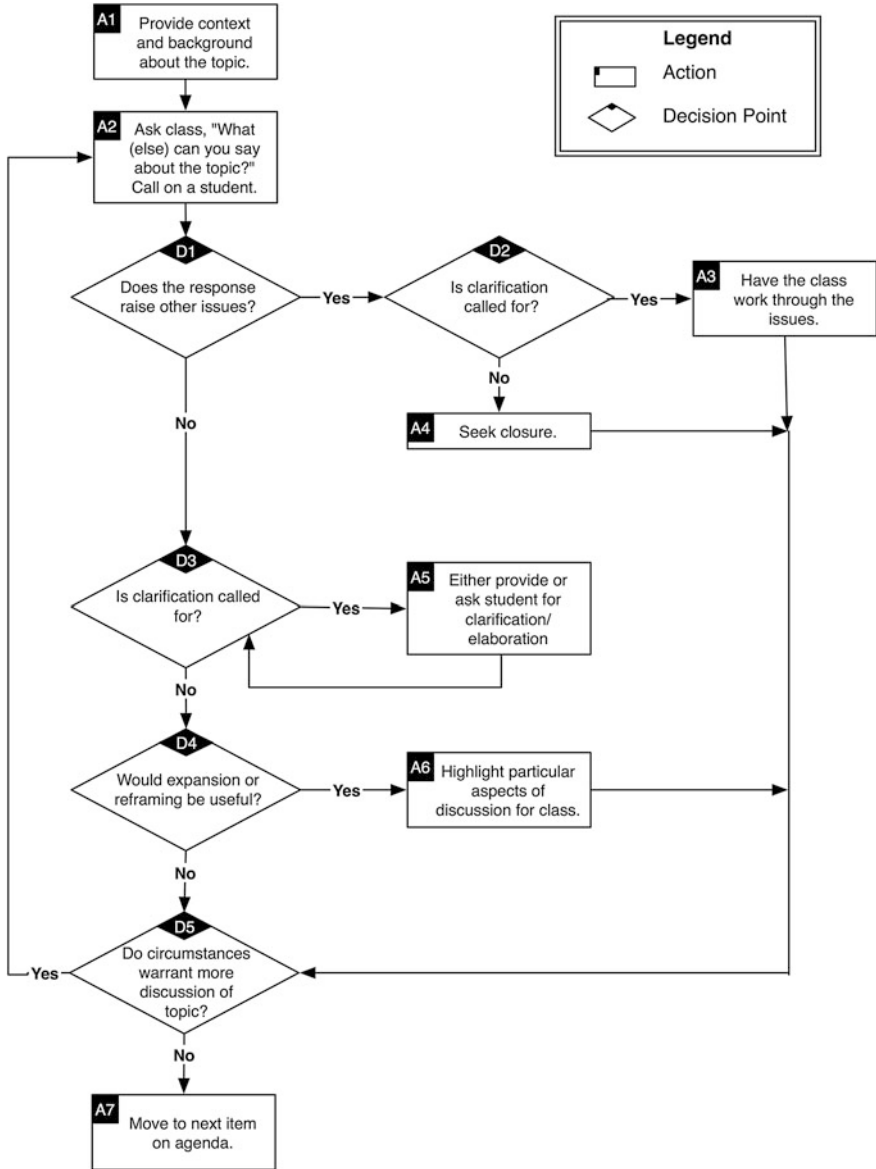 A1
Provide context
and background
about the topic.
Legend
Action
Decision Point
A2
Ask class, "What
(else) can you say
about the topic?"
Call on a student.
D1
Does the response
raise other issues?
Yes
D2
Is clarification
called for?
Yes
A3
Have the class
work through the
issues.
No
No
A4
Seek closure.
D3
Is clarification called
for?
Yes
A5
Either provide or
ask student for
clarification/
elaboration
No
D4
Would expansion or
reframing be useful?
Yes
A6
Highlight particular
aspects of
discussion for class.
No
D5
Do circumstances
warrant more
discussion of
topic?
Yes
No
A7
Move to next item
on agenda.